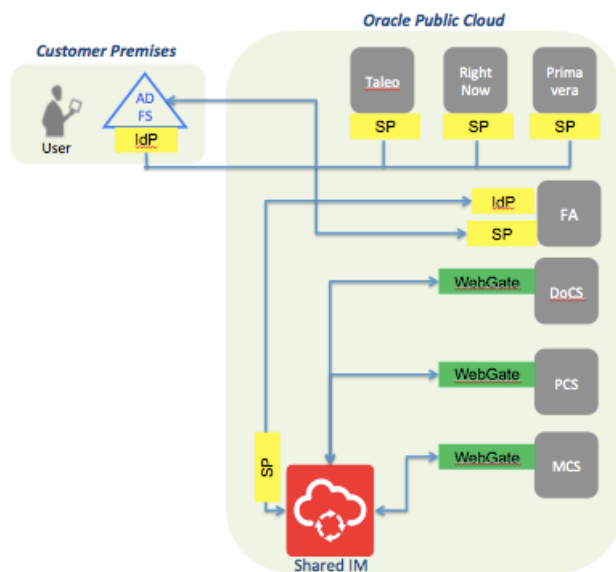 Oracle Public Cloud
Customer Premises
Taleo
Right
Now
Prima
vera
AD
FS
SP
SP
SP
IdP
User
IdP
FA
SP
WebGate
DoCS
WebGate
PCS
WebGate
MCS
SP
Shared IM